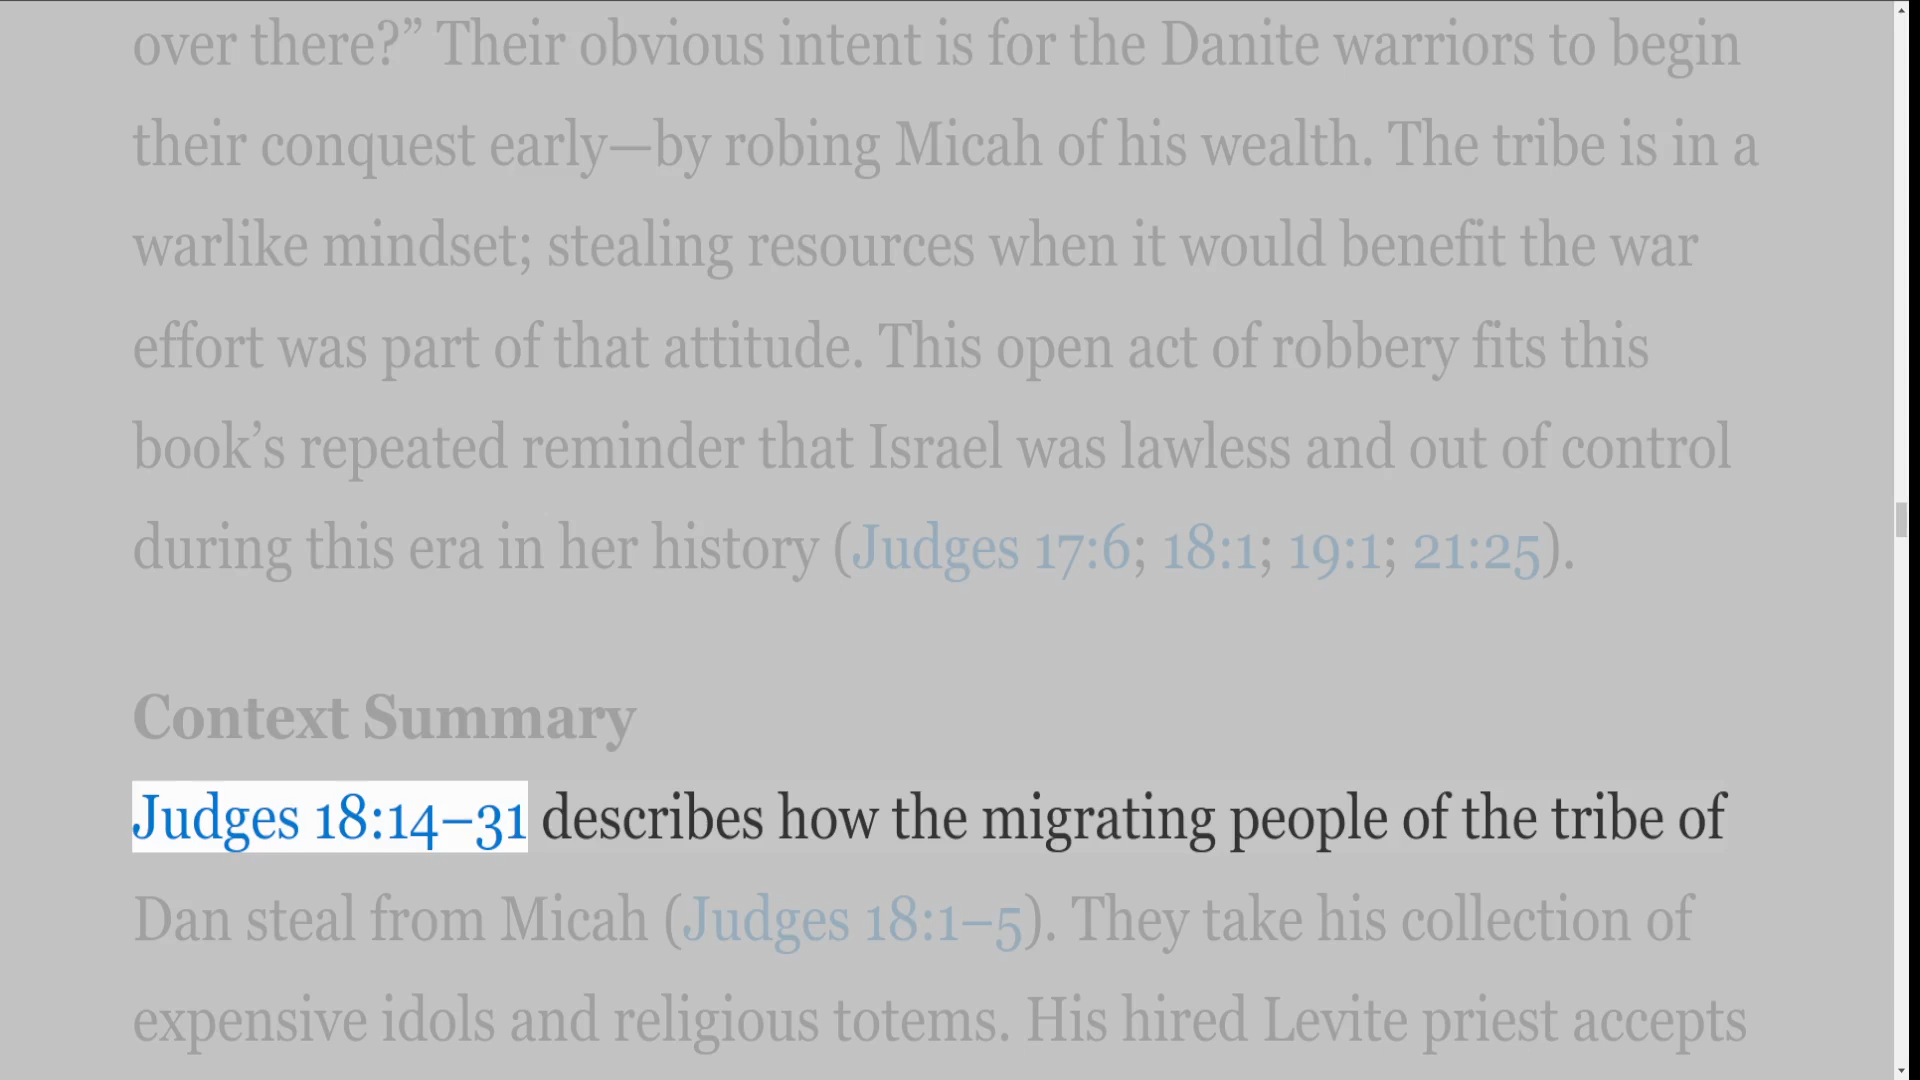 over there?” Their obvious intent is for the Danite warriors to begin
their conquest early—by robing Micah of his wealth. The tribe is in a
warlike mindset; stealing resources when it would benefit the war
effort was part of that attitude. This open act of robbery fits this
book’s repeated reminder that Israel was lawless and out of control
during this era in her history (Judges 17:6; 18:1; 19:1; 21:25).
Context Summary
Judges 18:14–31 describes how the migrating people of the tribe of
Dan steal from Micah (Judges 18:1–5). They take his collection of
expensive idols and religious totems. His hired Levite priest accepts